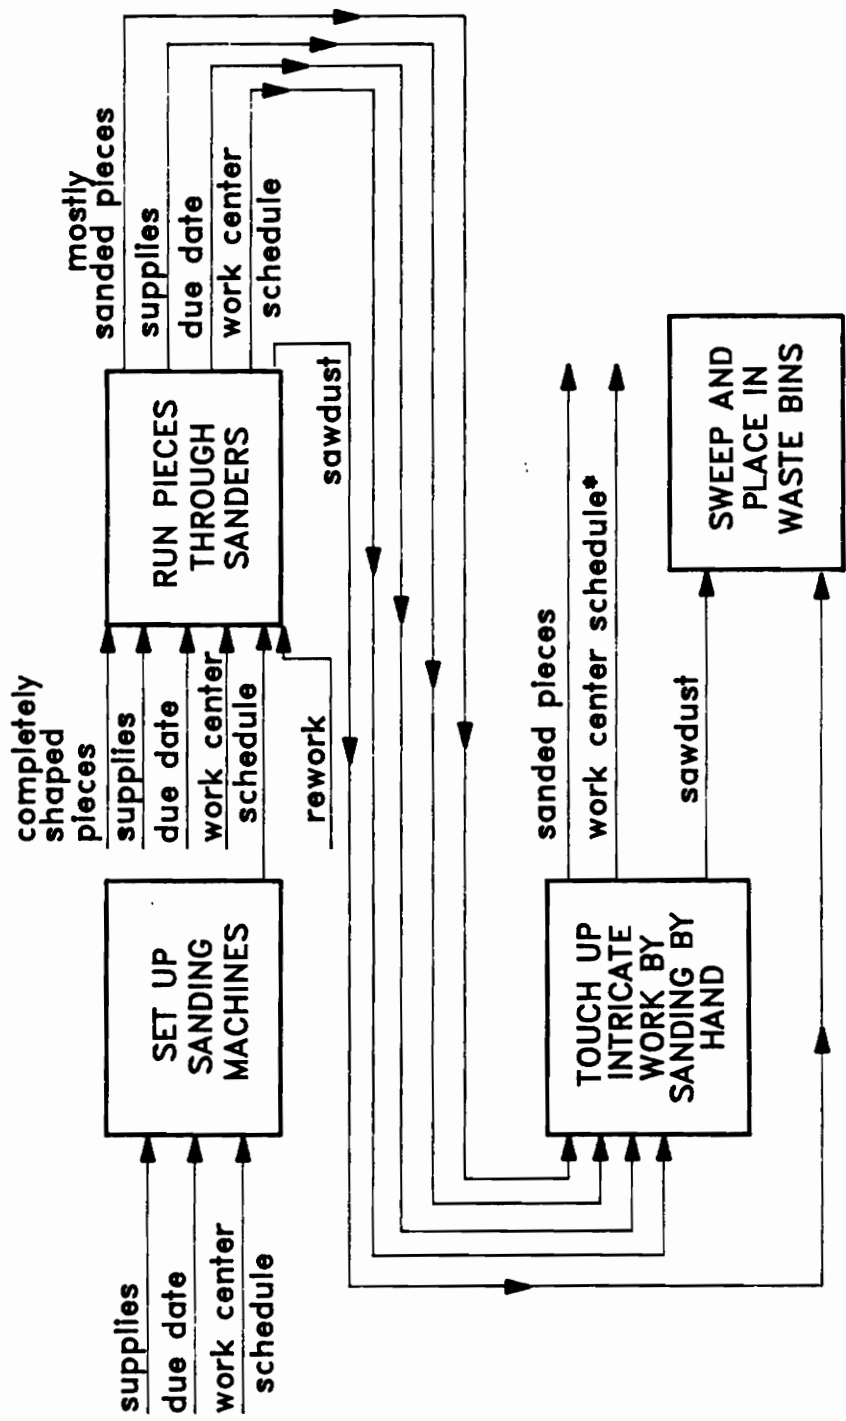 supplies
due date
work center
schedule
SET UP
SANDING
MACHINES
completely
shaped
pieces
supplies
due date
work center
schedule
rework
RUN PIECES
THROUGH
SANDERS
mostly
sanded pieces
supplies
due date
work center
schedule
sawdust
TOUCH UP
INTRICATE
WORK BY
SANDING BY
HAND
sanded pieces
work center schedule*
sawdust
SWEEP AND
PLACE IN
WASTE BINS